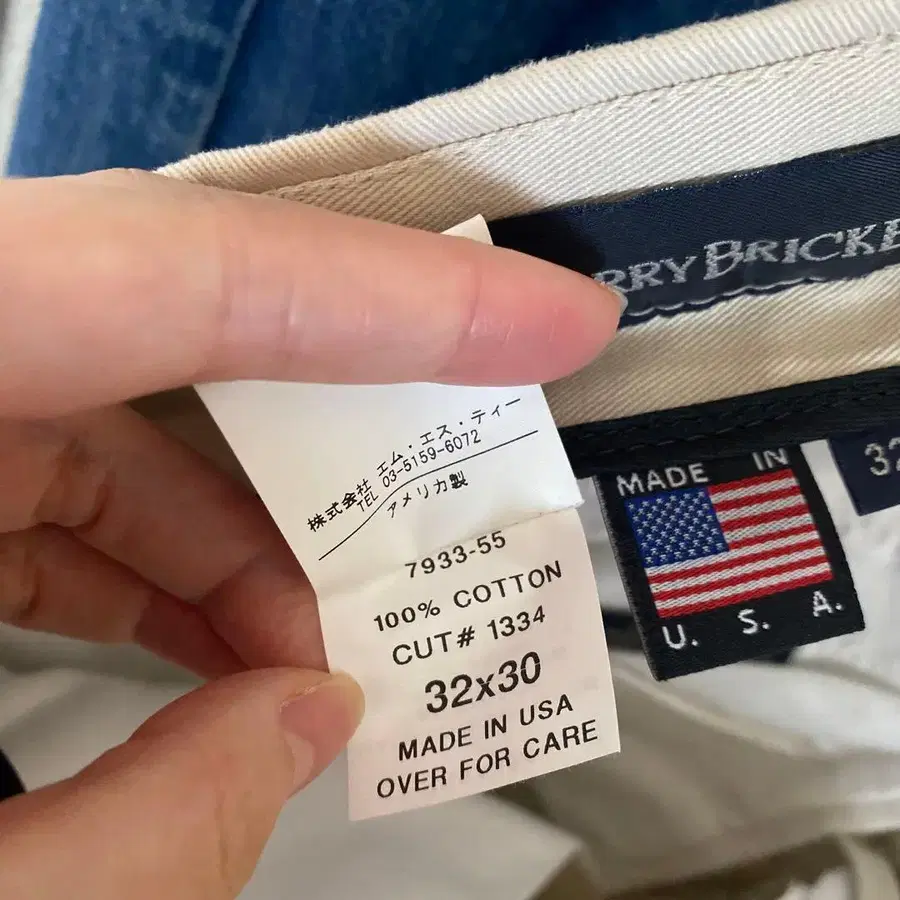 RRY BRICKE
株式会社 エム・エス・ティー
TEL 03-5159-6072
アメリカ製
7933-55
100% COTTON
CUT# 1334
32x30
MADE IN USA
OVER FOR CARE
MADE IN
U. S. A.
32